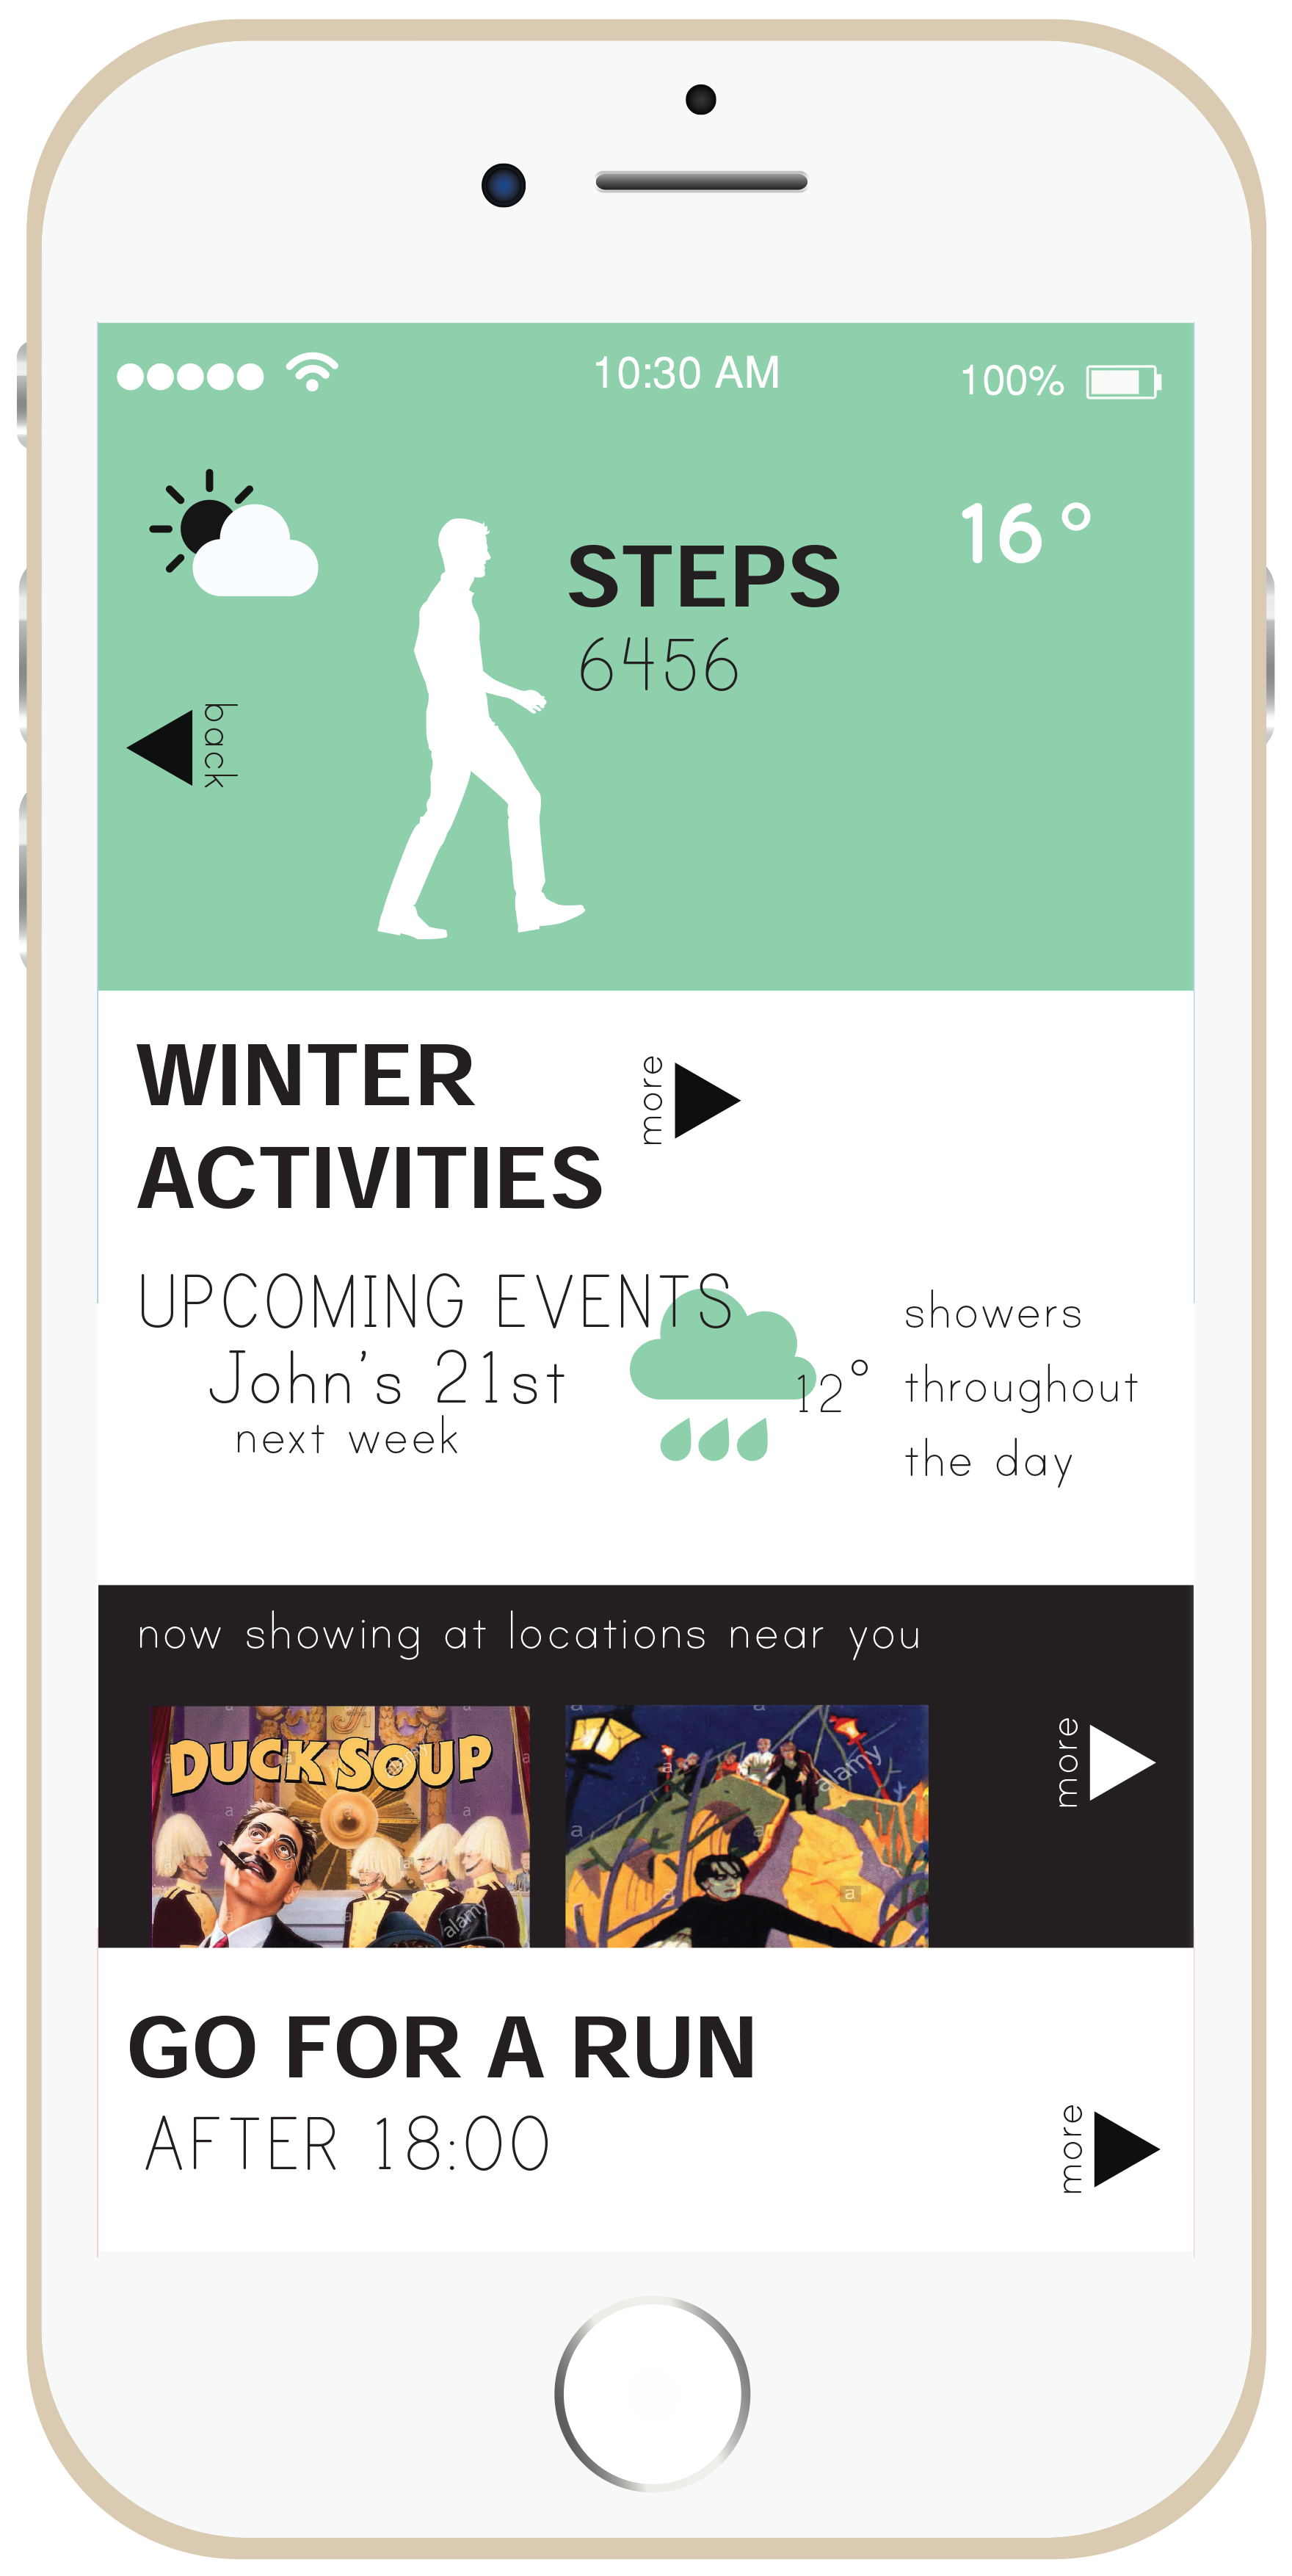 10:30 AM
100%
16°
STEPS
6456
back
WINTER
ACTIVITIES
more
UPCOMING EVENTS
John's 21st
next week
12°
showers
throughout
the day
now showing at locations near you
DUCK SOUP
a
a
a
a
a
a
alamy
alamy
a
a
a
a
a
a
alamy
more
GO FOR A RUN
AFTER 18:00
more